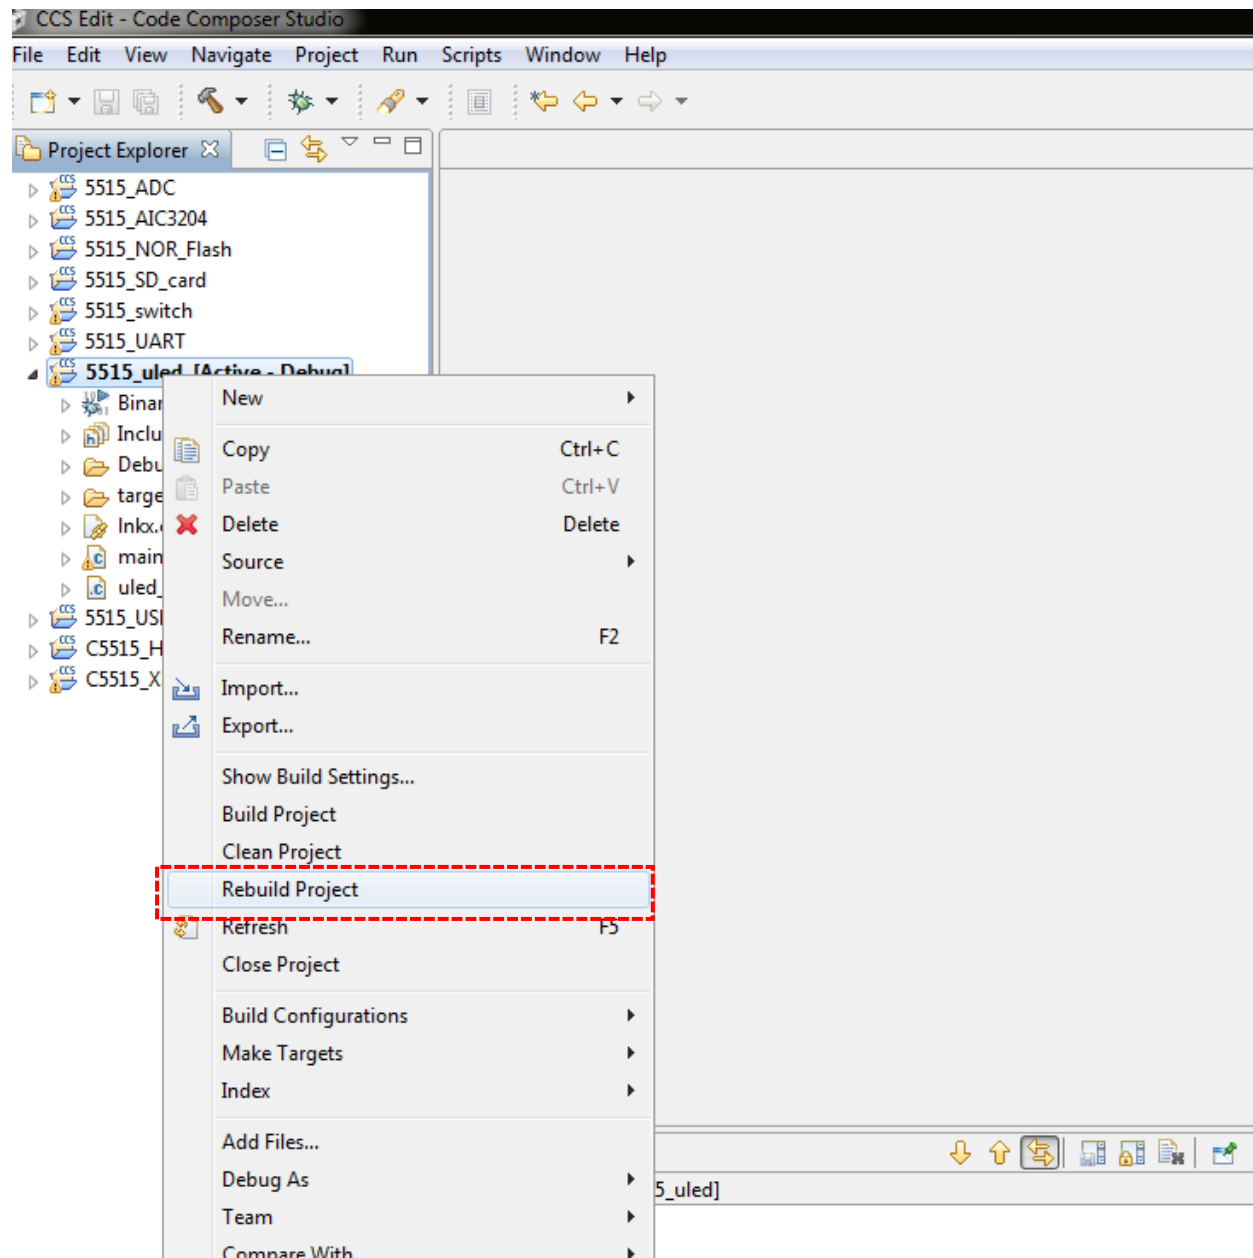 CCS Edit - Code Composer Studio
File Edit View Navigate Project Run Scripts Window Help
Project Explorer
5515_ADC
5515_AIC3204
5515_NOR_Flash
5515_SD_card
5515_switch
5515_UART
5515_uled [Active - Debug]
Binar
Inclu
Debu
targe
lnkx.
main
uled_
5515_US
C5515_H
C5515_X
New
Copy Ctrl+C
Paste Ctrl+V
Delete Delete
Source
Move...
Rename... F2
Import...
Export...
Show Build Settings...
Build Project
Clean Project
Rebuild Project
Refresh F5
Close Project
Build Configurations
Make Targets
Index
Add Files...
Debug As
Team
Compare With
5_uled]